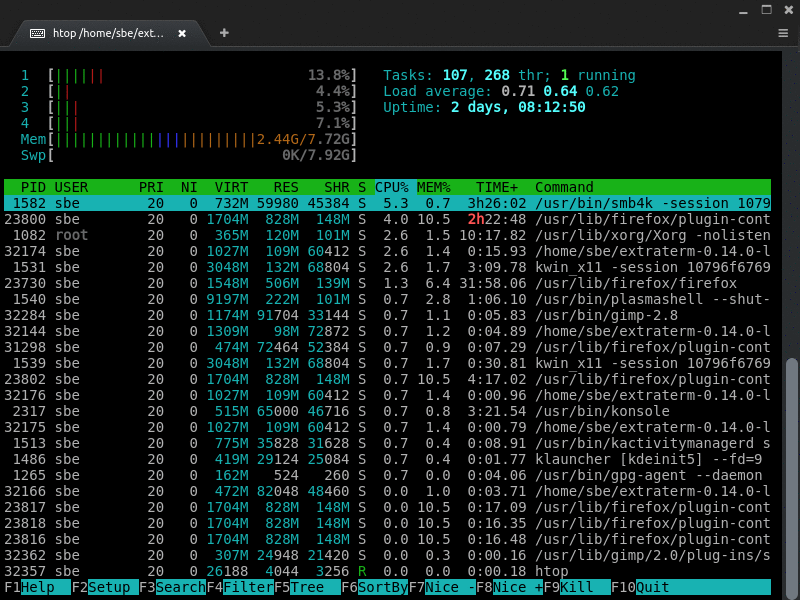 htop /home/sbe/ext...
1 [|||||| 13.8%] Tasks: 107, 268 thr; 1 running
2 [|| 4.4%] Load average: 0.71 0.64 0.62
3 [||| 5.3%] Uptime: 2 days, 08:12:50
4 [||| 7.1%]
Mem[||||||||||||||||||||||||2.44G/7.72G]
Swp[ 0K/7.92G]
PID USER PRI NI VIRT RES SHR S CPU% MEM% TIME+ Command
1582 sbe 20 0 732M 59980 45384 S 5.3 0.7 3h26:02 /usr/bin/smb4k -session 1079
23800 sbe 20 0 1704M 828M 148M S 4.0 10.5 2h22:48 /usr/lib/firefox/plugin-cont
1082 root 20 0 365M 120M 101M S 2.6 1.5 10:17.82 /usr/lib/xorg/Xorg -nolisten
32174 sbe 20 0 1027M 109M 60412 S 2.6 1.4 0:15.93 /home/sbe/extraterm-0.14.0-l
1531 sbe 20 0 3048M 132M 68804 S 2.6 1.7 3:09.78 kwin_x11 -session 10796f6769
23730 sbe 20 0 1548M 506M 139M S 1.3 6.4 31:58.06 /usr/lib/firefox/firefox
1540 sbe 20 0 9197M 222M 101M S 0.7 2.8 1:06.10 /usr/bin/plasmashell --shut-
32284 sbe 20 0 1174M 91704 33144 S 0.7 1.1 0:05.83 /usr/bin/gimp-2.8
32144 sbe 20 0 1309M 98M 72872 S 0.7 1.2 0:04.89 /home/sbe/extraterm-0.14.0-l
31298 sbe 20 0 474M 72464 52384 S 0.7 0.9 0:07.29 /usr/lib/firefox/plugin-cont
1539 sbe 20 0 3048M 132M 68804 S 0.7 1.7 0:30.81 kwin_x11 -session 10796f6769
23802 sbe 20 0 1704M 828M 148M S 0.7 10.5 4:17.02 /usr/lib/firefox/plugin-cont
32176 sbe 20 0 1027M 109M 60412 S 0.7 1.4 0:00.96 /home/sbe/extraterm-0.14.0-l
2317 sbe 20 0 515M 65000 46716 S 0.7 0.8 3:21.54 /usr/bin/konsole
32175 sbe 20 0 1027M 109M 60412 S 0.7 1.4 0:00.79 /home/sbe/extraterm-0.14.0-l
1513 sbe 20 0 775M 35828 31628 S 0.7 0.4 0:08.91 /usr/bin/kactivitymanagerd s
1486 sbe 20 0 419M 29124 25084 S 0.7 0.4 0:01.77 klauncher [kdeinit5] --fd=9
1265 sbe 20 0 162M 524 260 S 0.7 0.0 0:04.06 /usr/bin/gpg-agent --daemon
32166 sbe 20 0 472M 82048 48460 S 0.0 1.0 0:03.71 /home/sbe/extraterm-0.14.0-l
23817 sbe 20 0 1704M 828M 148M S 0.0 10.5 0:17.09 /usr/lib/firefox/plugin-cont
23818 sbe 20 0 1704M 828M 148M S 0.0 10.5 0:16.35 /usr/lib/firefox/plugin-cont
23816 sbe 20 0 1704M 828M 148M S 0.0 10.5 0:16.48 /usr/lib/firefox/plugin-cont
32362 sbe 20 0 307M 24948 21420 S 0.0 0.3 0:00.16 /usr/lib/gimp/2.0/plug-ins/s
32357 sbe 20 0 26188 4044 3256 R 0.0 0.0 0:00.18 htop
F1Help F2Setup F3SearchF4FilterF5Tree F6SortByF7Nice -F8Nice +F9Kill F10Quit